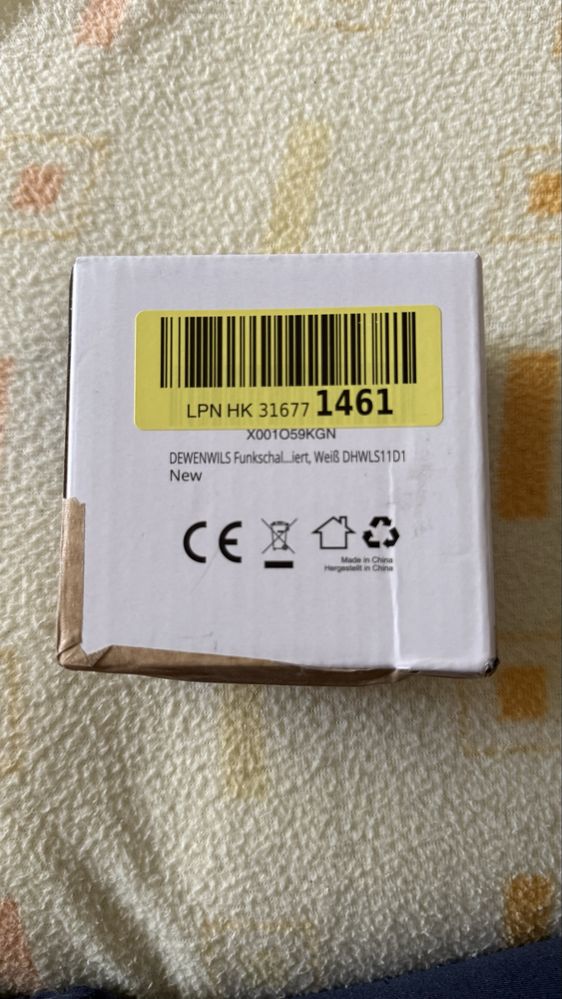 LPN HK 31677 1461
X001O59KGN
DEWENWILS Funkschal...iert, Weiß DHWLS11D1
New
CE
Made in China
Hergestellt in China